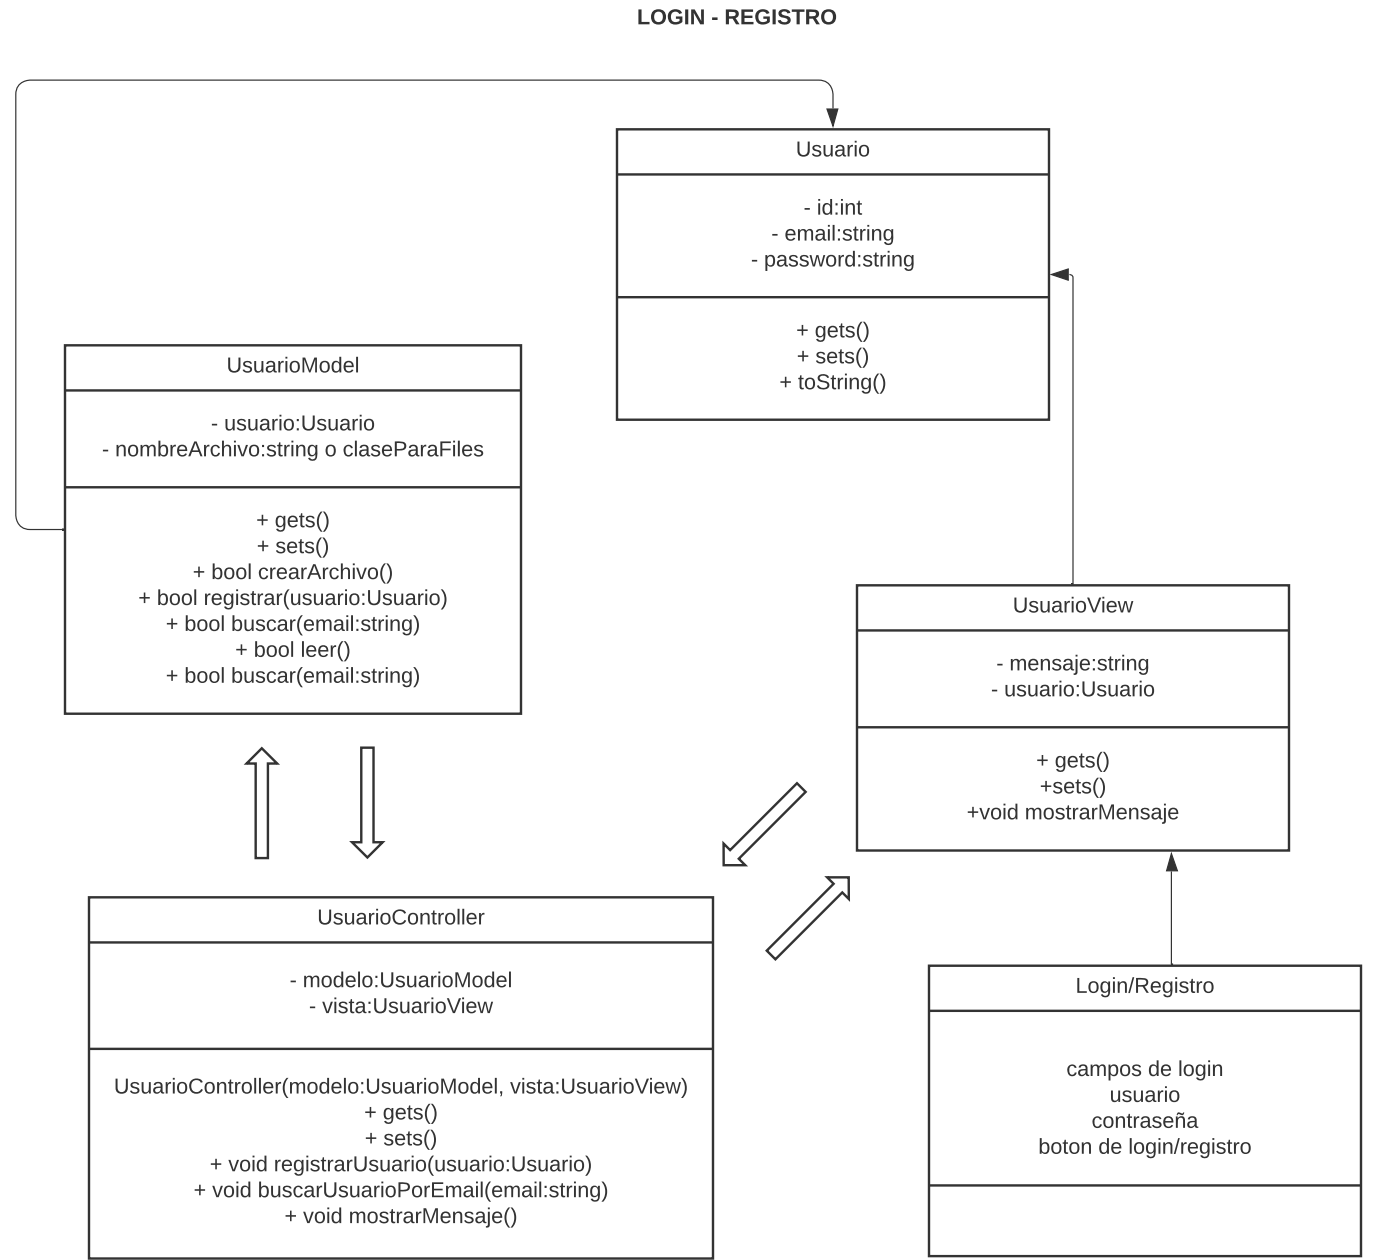 LOGIN - REGISTRO
Usuario
- id:int
- email:string
- password:string
+ gets()
+ sets()
+ toString()
UsuarioModel
- usuario:Usuario
- nombreArchivo:string o claseParaFiles
+ gets()
+ sets()
+ bool crearArchivo()
+ bool registrar(usuario:Usuario)
+ bool buscar(email:string)
+ bool leer()
+ bool buscar(email:string)
UsuarioView
- mensaje:string
- usuario:Usuario
+ gets()
+sets()
+void mostrarMensaje
UsuarioController
- modelo:UsuarioModel
- vista:UsuarioView
UsuarioController(modelo:UsuarioModel, vista:UsuarioView)
+ gets()
+ sets()
+ void registrarUsuario(usuario:Usuario)
+ void buscarUsuarioPorEmail(email:string)
+ void mostrarMensaje()
Login/Registro
campos de login
usuario
contraseña
boton de login/registro